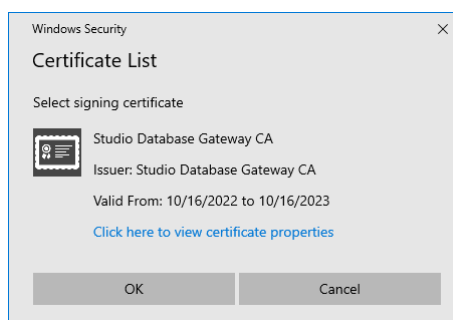 Windows Security
Certificate List
Select signing certificate
Studio Database Gateway CA
Issuer: Studio Database Gateway CA
Valid From: 10/16/2022 to 10/16/2023
Click here to view certificate properties
OK
Cancel